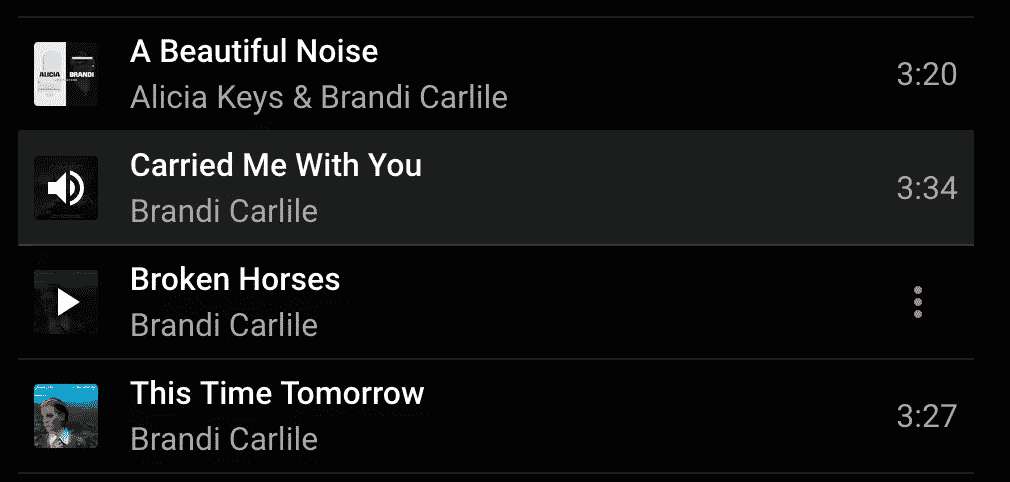 A Beautiful Noise
Alicia Keys & Brandi Carlile
3:20
ALICIA
BRANDI
Carried Me With You
Brandi Carlile
3:34
Broken Horses
Brandi Carlile
This Time Tomorrow
Brandi Carlile
3:27